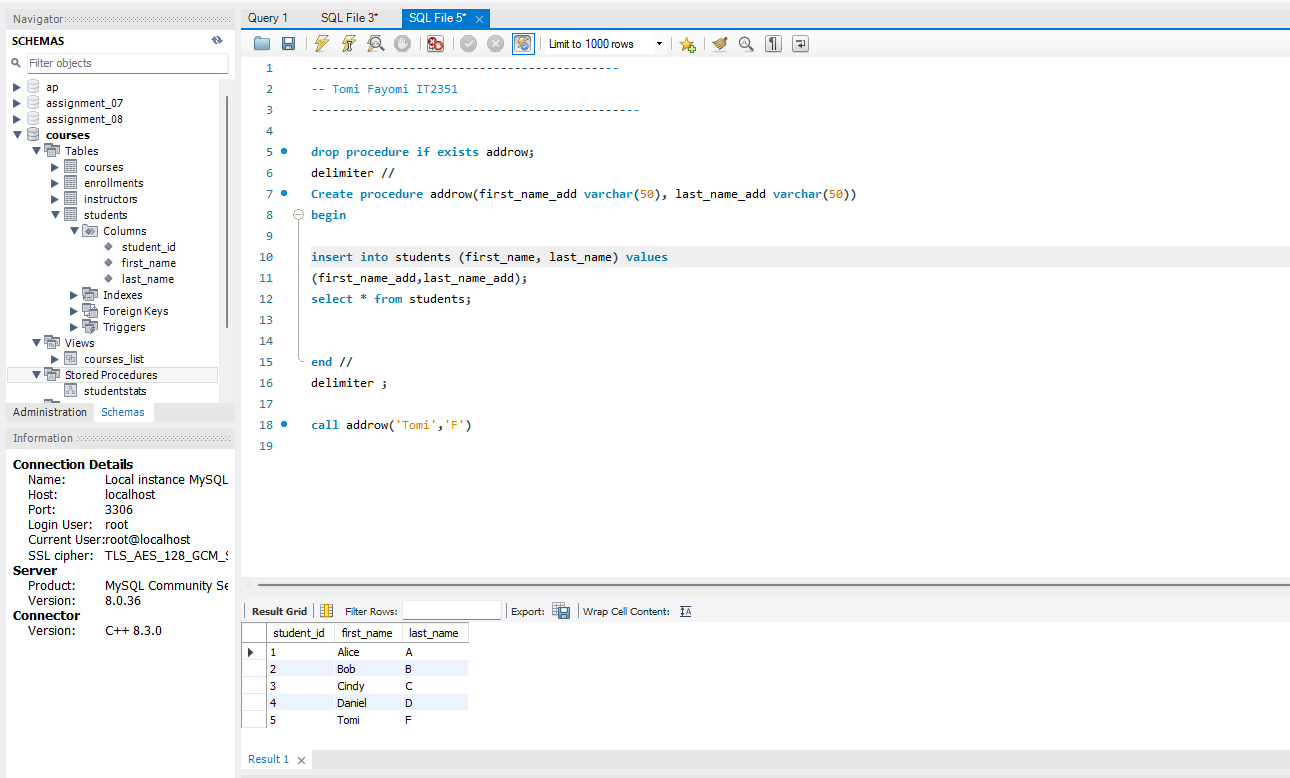 Navigator
SCHEMAS
Filter objects
ap
assignment_07
assignment_08
courses
Tables
courses
enrollments
instructors
students
Columns
student_id
first_name
last_name
Indexes
Foreign Keys
Triggers
Views
courses_list
Stored Procedures
studentstats
Administration Schemas
Information
Connection Details
Name: Local instance MySQL
Host: localhost
Port: 3306
Login User: root
Current User:root@localhost
SSL cipher: TLS_AES_128_GCM_S
Server
Product: MySQL Community Se
Version: 8.0.36
Connector
Version: C++ 8.3.0
Query 1 SQL File 3* SQL File 5*
Limit to 1000 rows
1 --------------------------------------------
2 -- Tomi Fayomi IT2351
3 -----------------------------------------------
4
5 drop procedure if exists addrow;
6 delimiter //
7 Create procedure addrow(first_name_add varchar(50), last_name_add varchar(50))
8 begin
9
10 insert into students (first_name, last_name) values
11 (first_name_add,last_name_add);
12 select * from students;
13
14
15 end //
16 delimiter ;
17
18 call addrow('Tomi','F')
19
Result Grid Filter Rows: Export: Wrap Cell Content:
student_id first_name last_name
1 Alice A
2 Bob B
3 Cindy C
4 Daniel D
5 Tomi F
Result 1